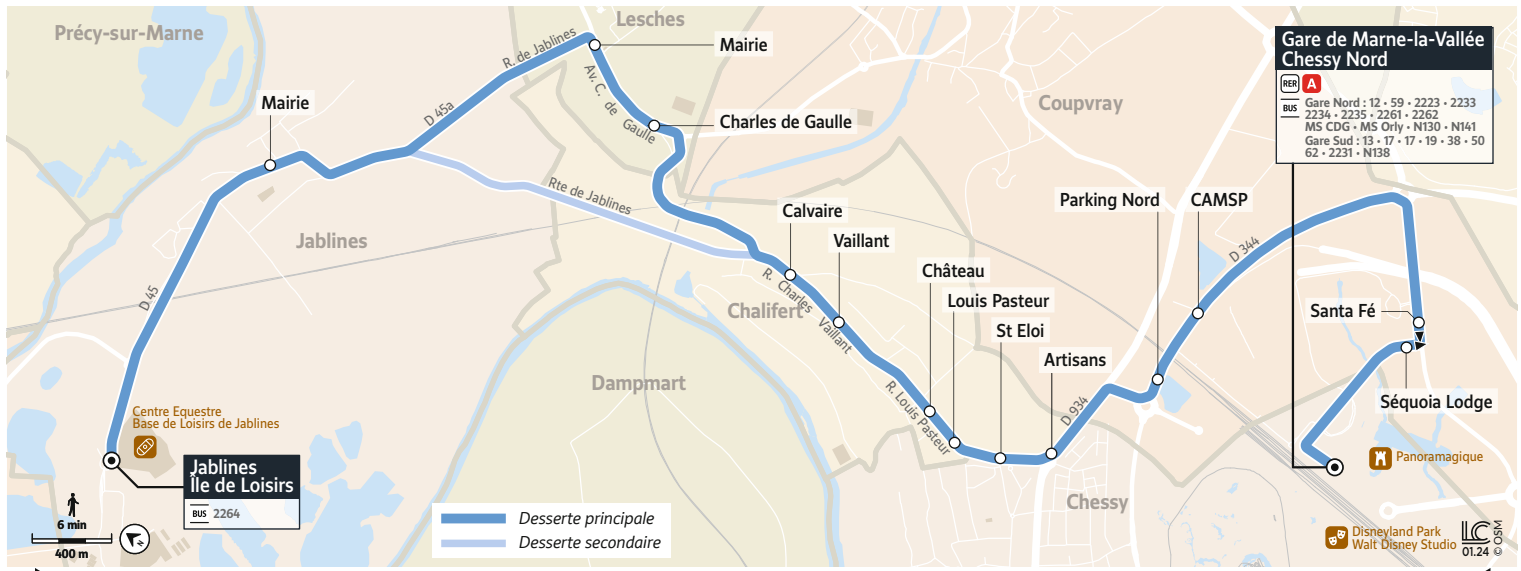 Précy-sur-Marne
Lesches
Mairie
R. de Jablines
Mairie
D 45a
Av. C. de Gaulle
Charles de Gaulle
Coupvray
Gare de Marne-la-Vallée
Chessy Nord
RER A
BUS Gare Nord : 12 • 59 • 2223 • 2233
2234 • 2235 • 2261 • 2262
MS CDG • MS Orly • N130 • N141
Gare Sud : 13 • 17 • 17 • 19 • 38 • 50
62 • 2231 • N138
Rte de Jablines
Parking Nord
CAMSP
Calvaire
Jablines
Vaillant
D 344
Château
D 45
R. Charles Vaillant
Chalifert
Louis Pasteur
Santa Fé
St Eloi
Artisans
Dampmart
R. Louis Pasteur
D 934
Séquoia Lodge
Centre Equestre
Base de Loisirs de Jablines
Panoramagique
Jablines
Île de Loisirs
BUS 2264
Chessy
6 min
400 m
Desserte principale
Desserte secondaire
Disneyland Park
Walt Disney Studio
LC
01.24
© OSM